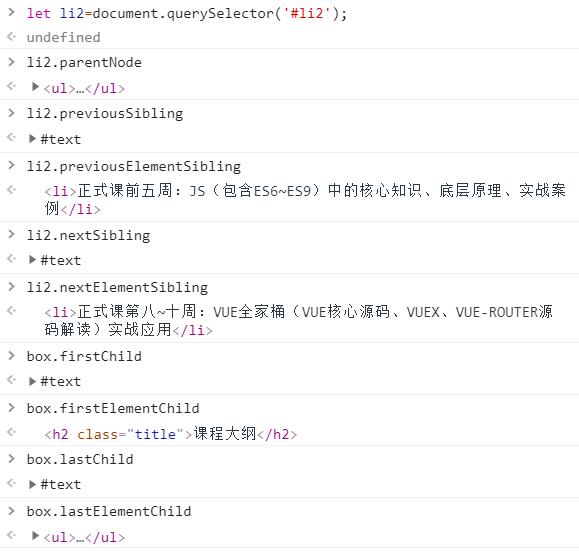 let li2=document.querySelector('#li2');
undefined
li2.parentNode
<ul>…</ul>
li2.previousSibling
#text
li2.previousElementSibling
<li>正式课前五周：JS（包含ES6~ES9）中的核心知识、底层原理、实战案
例</li>
li2.nextSibling
#text
li2.nextElementSibling
<li>正式课第八~十周：VUE全家桶（VUE核心源码、VUEX、VUE-ROUTER源
码解读）实战应用</li>
box.firstChild
#text
box.firstElementChild
<h2 class="title">课程大纲</h2>
box.lastChild
#text
box.lastElementChild
<ul>…</ul>